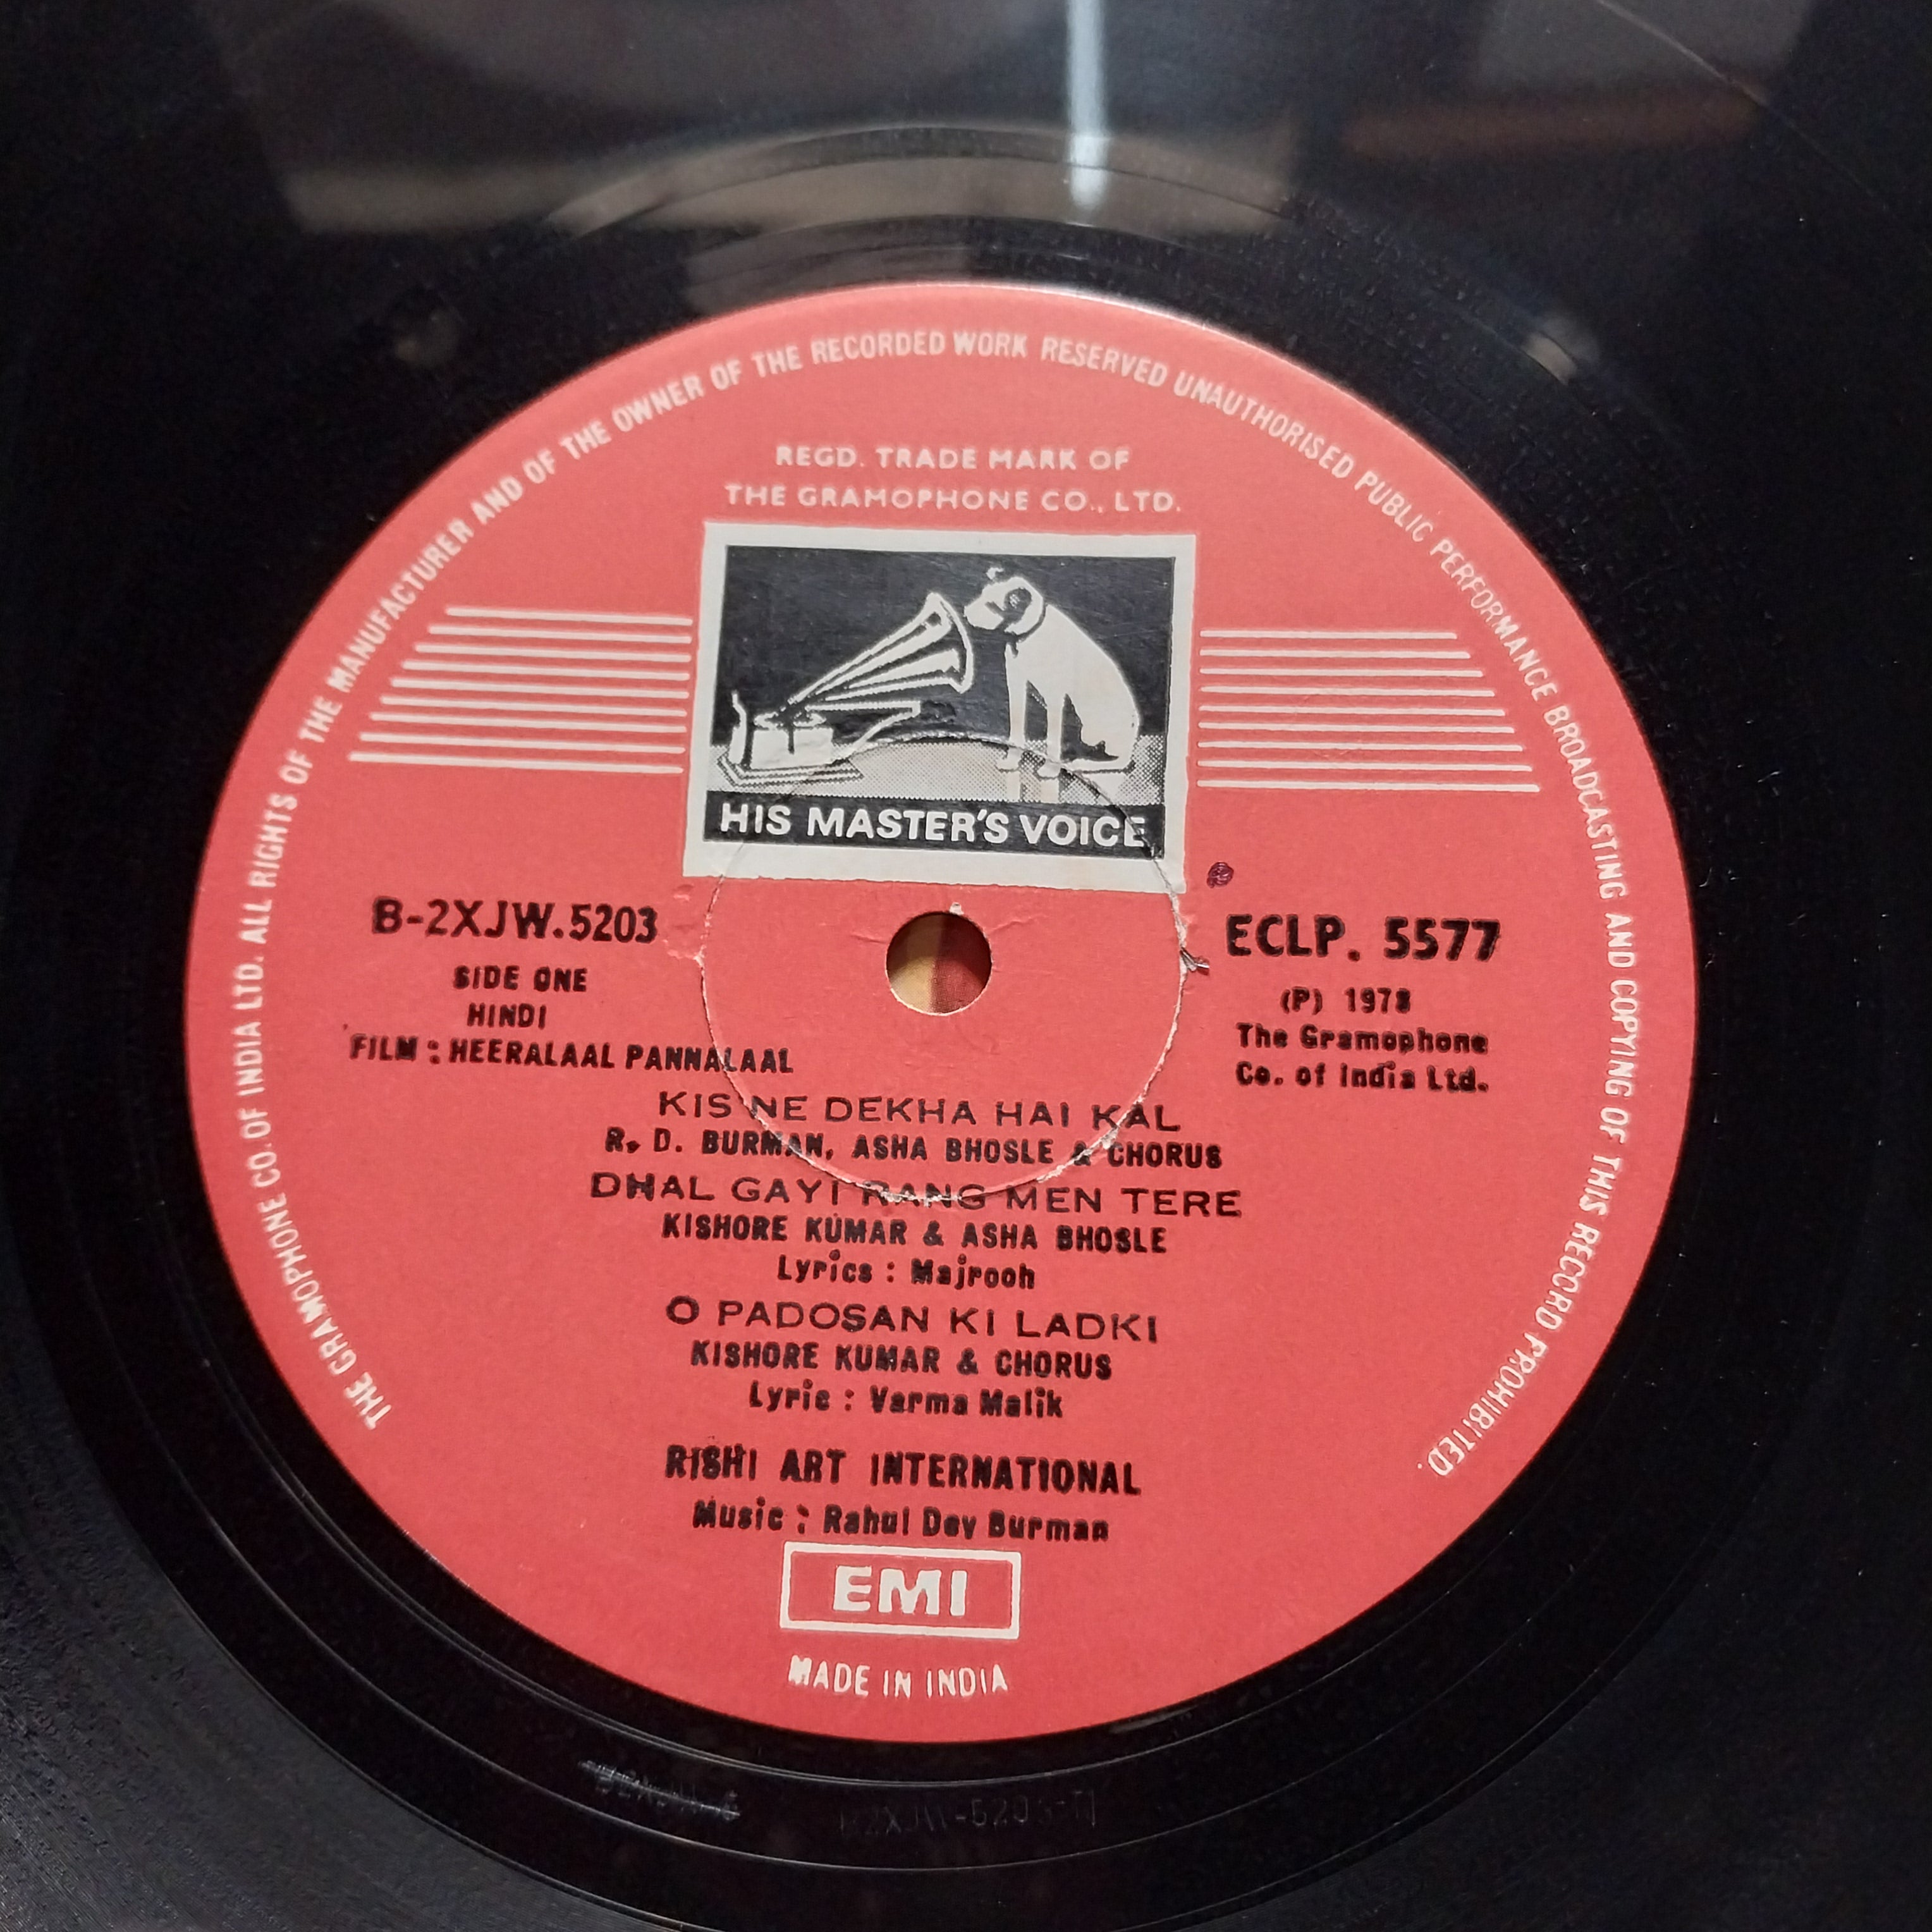 THE GRAMOPHONE CO. OF INDIA LTD. ALL RIGHTS OF THE MANUFACTURER AND OF THE OWNER OF THE RECORDED WORK RESERVED UNAUTHORISED PUBLIC PERFORMANCE BROADCASTING AND COPYING OF THIS RECORD PROHIBITED.
REGD. TRADE MARK OF
THE GRAMOPHONE CO., LTD.
HIS MASTER'S VOICE
B-2XJW.5203
SIDE ONE
HINDI
FILM : HEERALAAL PANNALAAL
ECLP. 5577
(P) 1978
The Gramophone
Co. of India Ltd.
KIS NE DEKHA HAI KAL
R. D. BURMAN, ASHA BHOSLE & CHORUS
DHAL GAYI RANG MEN TERE
KISHORE KUMAR & ASHA BHOSLE
Lyrics : Majrooh
O PADOSAN KI LADKI
KISHORE KUMAR & CHORUS
Lyric : Varma Malik
RISHI ART INTERNATIONAL
Music : Rahul Dev Burman
EMI
MADE IN INDIA